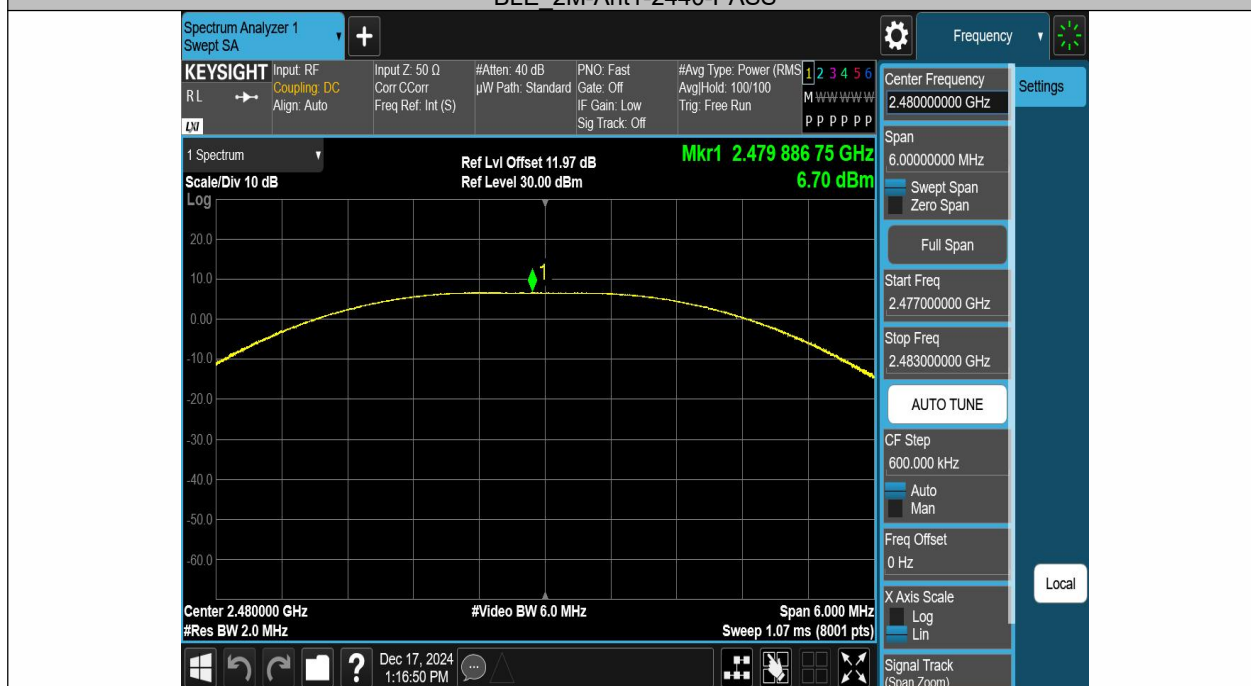 BLE_2M-Ant1-2440-PASS
Spectrum Analyzer 1
Swept SA
+
Frequency
KEYSIGHT
RL
LXI
Input: RF
Coupling: DC
Align: Auto
Input Z: 50 Ω
Corr CCorr
Freq Ref: Int (S)
#Atten: 40 dB
µW Path: Standard
PNO: Fast
Gate: Off
IF Gain: Low
Sig Track: Off
#Avg Type: Power (RMS
Avg|Hold: 100/100
Trig: Free Run
1 2 3 4 5 6
M W W W W W
P P P P P P
1 Spectrum
Scale/Div 10 dB
Log
Ref Lvl Offset 11.97 dB
Ref Level 30.00 dBm
Mkr1 2.479 886 75 GHz
6.70 dBm
20.0
10.0
0.00
-10.0
-20.0
-30.0
-40.0
-50.0
-60.0
1
Center 2.480000 GHz
#Res BW 2.0 MHz
#Video BW 6.0 MHz
Span 6.000 MHz
Sweep 1.07 ms (8001 pts)
?
Dec 17, 2024
1:16:50 PM
Center Frequency
2.480000000 GHz
Settings
Span
6.00000000 MHz
Swept Span
Zero Span
Full Span
Start Freq
2.477000000 GHz
Stop Freq
2.483000000 GHz
AUTO TUNE
CF Step
600.000 kHz
Auto
Man
Freq Offset
0 Hz
X Axis Scale
Log
Lin
Local
Signal Track
(Span Zoom)